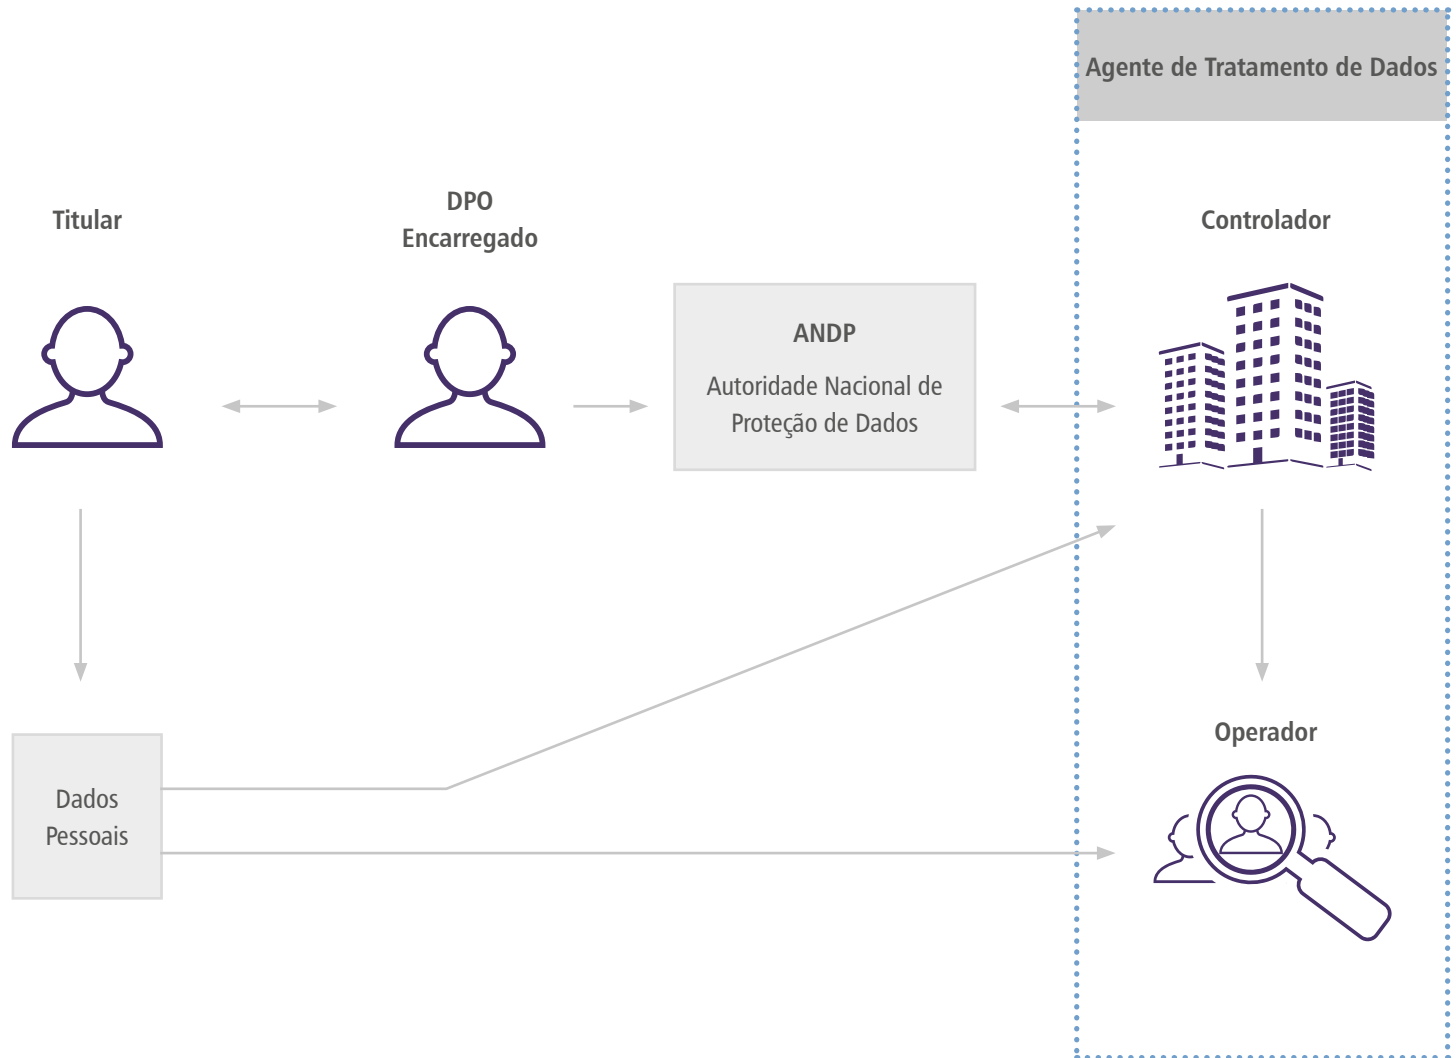 Agente de Tratamento de Dados
Titular
DPO
Encarregado
Controlador
ANDP
Autoridade Nacional de
Proteção de Dados
Operador
Dados
Pessoais